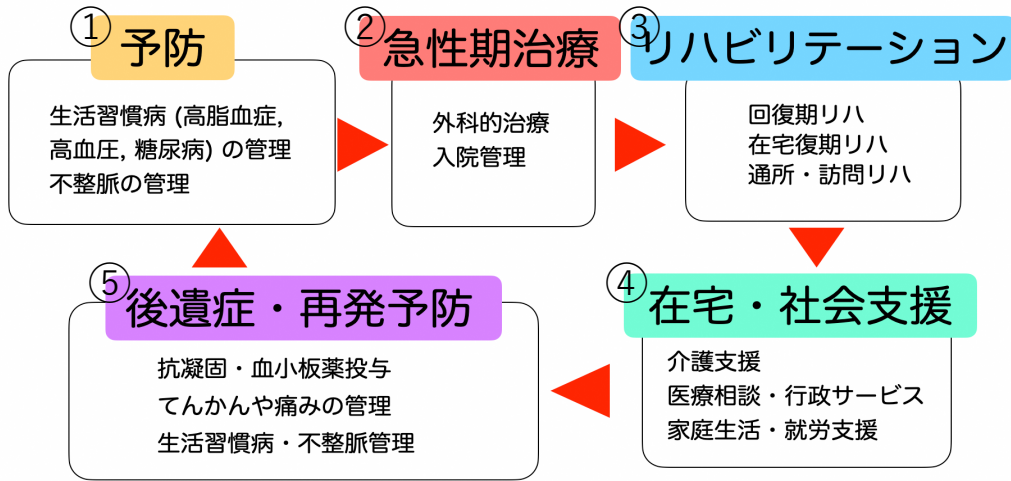 ① 予防
生活習慣病 (高脂血症,
高血圧, 糖尿病) の管理
不整脈の管理
② 急性期治療
外科的治療
入院管理
③ リハビリテーション
回復期リハ
在宅復期リハ
通所・訪問リハ
④ 在宅・社会支援
介護支援
医療相談・行政サービス
家庭生活・就労支援
⑤ 後遺症・再発予防
抗凝固・血小板薬投与
てんかんや痛みの管理
生活習慣病・不整脈管理